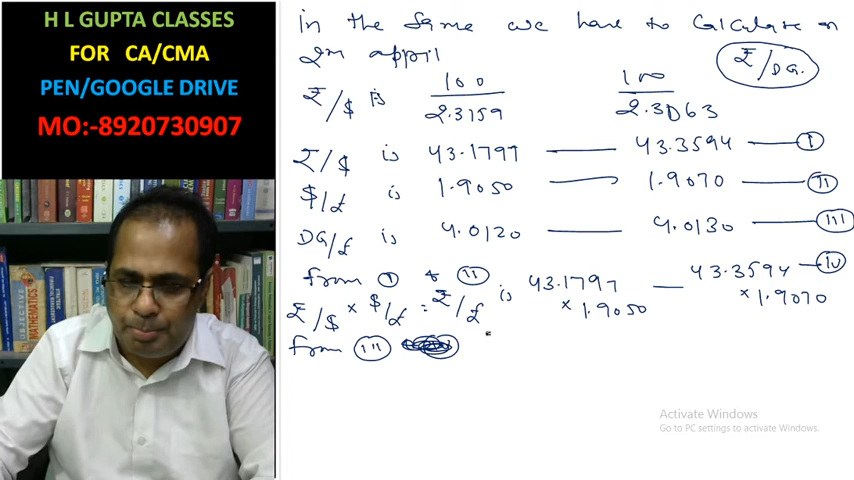 H L GUPTA CLASSES
FOR CA/CMA
PEN/GOOGLE DRIVE
MO:-8920730907
In the Same we have to Calculate on
2nd appril
₹/DG.
₹/$ is 100/2.3159 100/2.3063
₹/$ is 43.1797 — 43.3594 — I
$/£ is 1.9050 — 1.9070 — II
DG/£ is 4.0120 — 4.0130 — III
from I & II is 43.1797 — 43.3594 — IV
₹/$ × $/£ = ₹/£ × 1.9050 × 1.9070
from III
MATHEMATICS
Activate Windows
Go to PC settings to activate Windows.